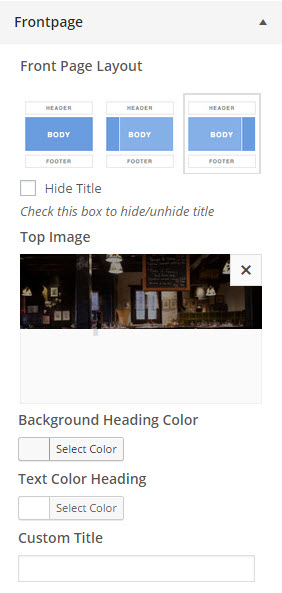 Frontpage
Front Page Layout
HEADER HEADER HEADER
BODY BODY BODY
FOOTER FOOTER FOOTER
Hide Title
Check this box to hide/unhide title
Top Image
Background Heading Color
Select Color
Text Color Heading
Select Color
Custom Title